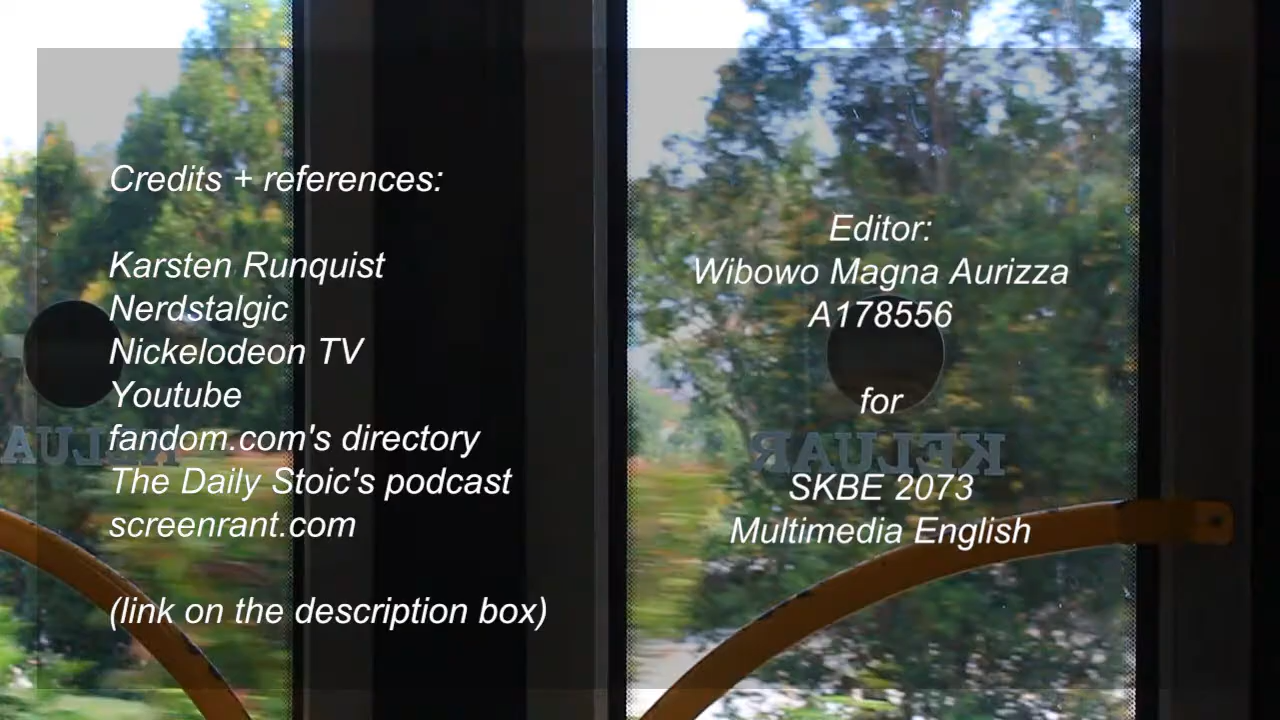 Credits + references:
Karsten Runquist
Nerdstalgic
Nickelodeon TV
Youtube
fandom.com's directory
The Daily Stoic's podcast
screenrant.com
(link on the description box)
Editor:
Wibowo Magna Aurizza
A178556
for
SKBE 2073
Multimedia English
KELUAR
KELUAR